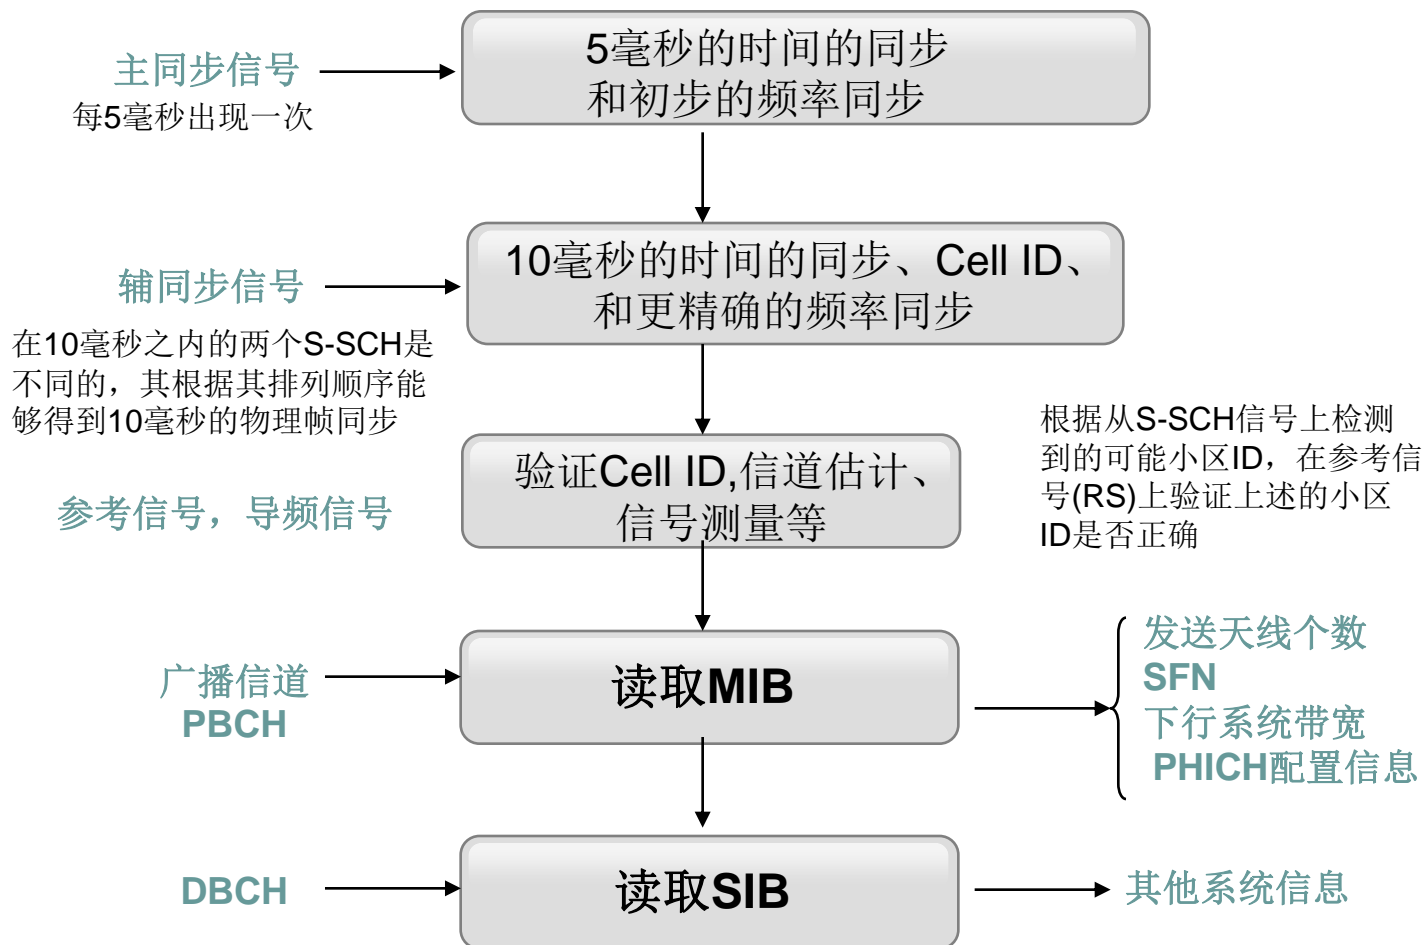 主同步信号
每5毫秒出现一次
5毫秒的时间的同步
和初步的频率同步
辅同步信号
在10毫秒之内的两个S-SCH是
不同的，其根据其排列顺序能
够得到10毫秒的物理帧同步
10毫秒的时间的同步、Cell ID、
和更精确的频率同步
参考信号，导频信号
验证Cell ID,信道估计、
信号测量等
根据从S-SCH信号上检测
到的可能小区ID，在参考信
号(RS)上验证上述的小区
ID是否正确
广播信道
PBCH
读取MIB
发送天线个数
SFN
下行系统带宽
PHICH配置信息
DBCH
读取SIB
其他系统信息